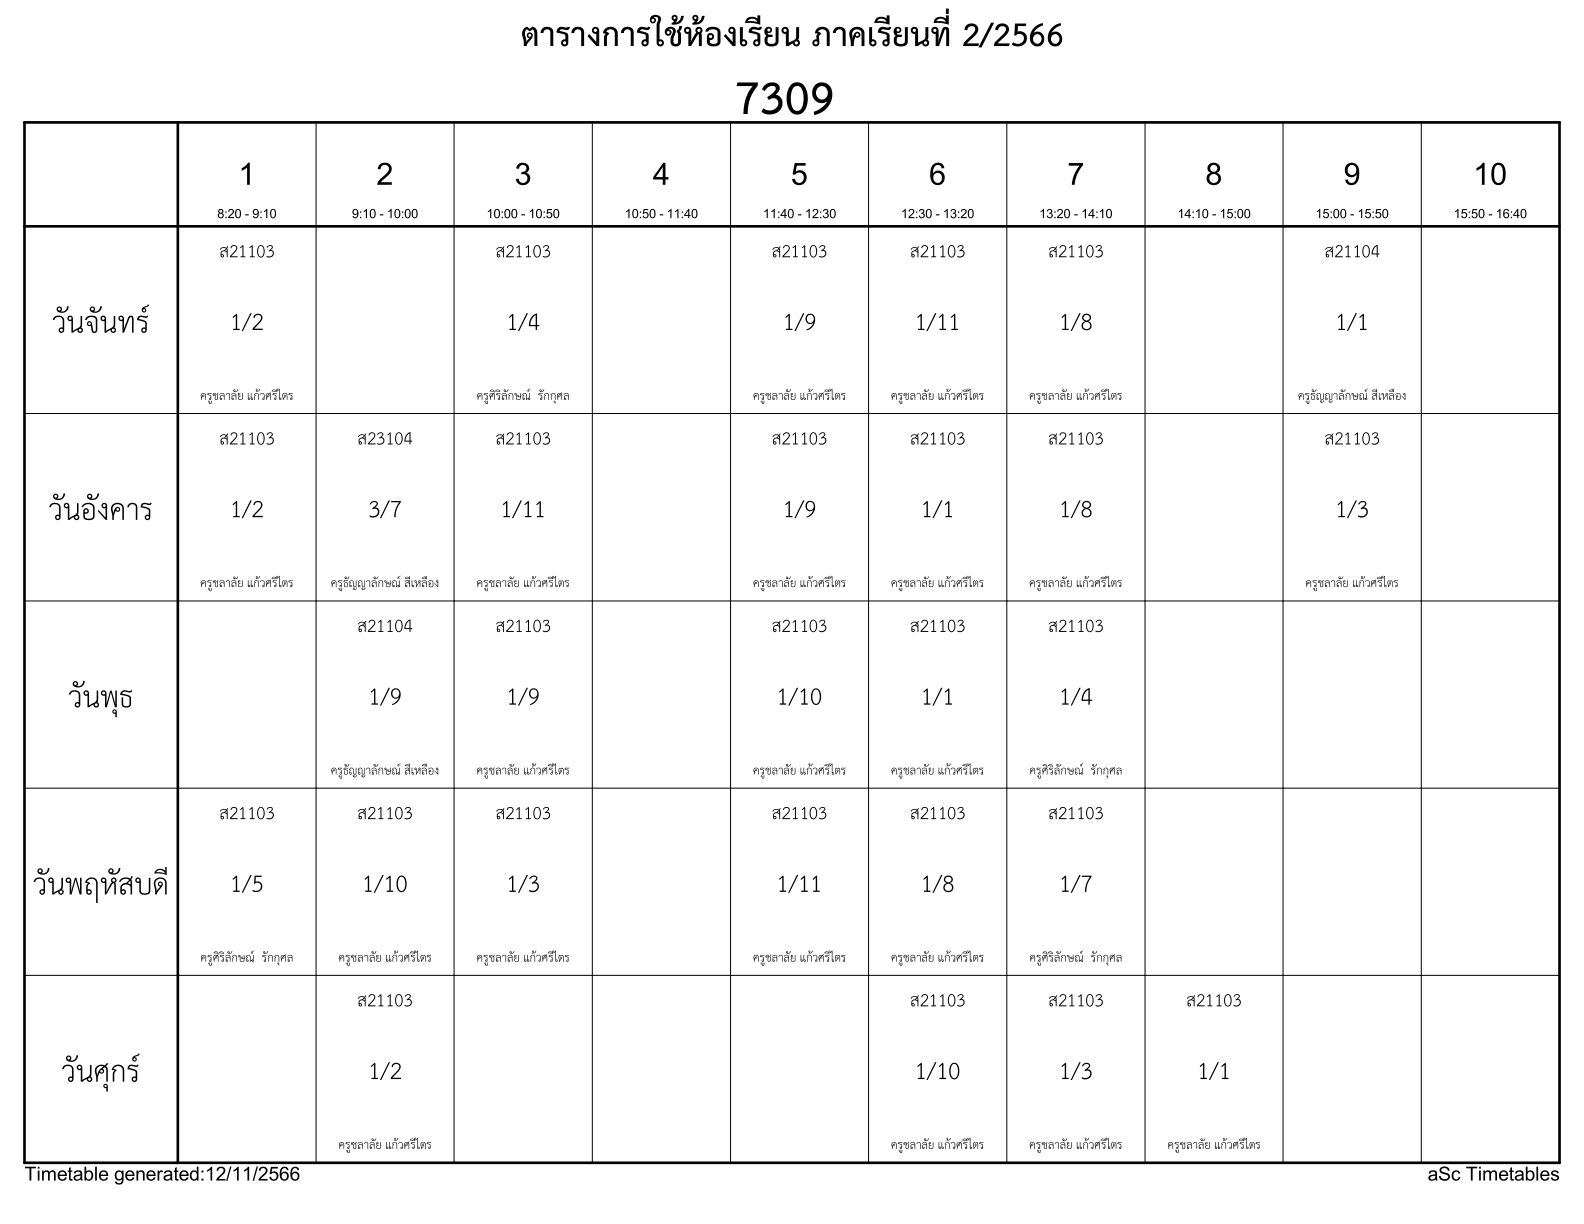 ตารางการใช้ห้องเรียน ภาคเรียนที่ 2/2566
7309
1 2 3 4 5 6 7 8 9 10
8:20 - 9:10 9:10 - 10:00 10:00 - 10:50 10:50 - 11:40 11:40 - 12:30 12:30 - 13:20 13:20 - 14:10 14:10 - 15:00 15:00 - 15:50 15:50 - 16:40
ส21103 ส21103 ส21103 ส21103 ส21103 ส21104
วันจันทร์ 1/2 1/4 1/9 1/11 1/8 1/1
ครูชลาลัย แก้วศรีไตร ครูศิริลักษณ์ รักกุศล ครูชลาลัย แก้วศรีไตร ครูชลาลัย แก้วศรีไตร ครูชลาลัย แก้วศรีไตร ครูธัญญาลักษณ์ สีเหลือง
ส21103 ส23104 ส21103 ส21103 ส21103 ส21103 ส21103
วันอังคาร 1/2 3/7 1/11 1/9 1/1 1/8 1/3
ครูชลาลัย แก้วศรีไตร ครูธัญญาลักษณ์ สีเหลือง ครูชลาลัย แก้วศรีไตร ครูชลาลัย แก้วศรีไตร ครูชลาลัย แก้วศรีไตร ครูชลาลัย แก้วศรีไตร ครูชลาลัย แก้วศรีไตร
ส21104 ส21103 ส21103 ส21103 ส21103
วันพุธ 1/9 1/9 1/10 1/1 1/4
ครูธัญญาลักษณ์ สีเหลือง ครูชลาลัย แก้วศรีไตร ครูชลาลัย แก้วศรีไตร ครูชลาลัย แก้วศรีไตร ครูศิริลักษณ์ รักกุศล
ส21103 ส21103 ส21103 ส21103 ส21103 ส21103
วันพฤหัสบดี 1/5 1/10 1/3 1/11 1/8 1/7
ครูศิริลักษณ์ รักกุศล ครูชลาลัย แก้วศรีไตร ครูชลาลัย แก้วศรีไตร ครูชลาลัย แก้วศรีไตร ครูชลาลัย แก้วศรีไตร ครูศิริลักษณ์ รักกุศล
ส21103 ส21103 ส21103 ส21103
วันศุกร์ 1/2 1/10 1/3 1/1
ครูชลาลัย แก้วศรีไตร ครูชลาลัย แก้วศรีไตร ครูชลาลัย แก้วศรีไตร ครูชลาลัย แก้วศรีไตร
Timetable generated:12/11/2566 aSc Timetables